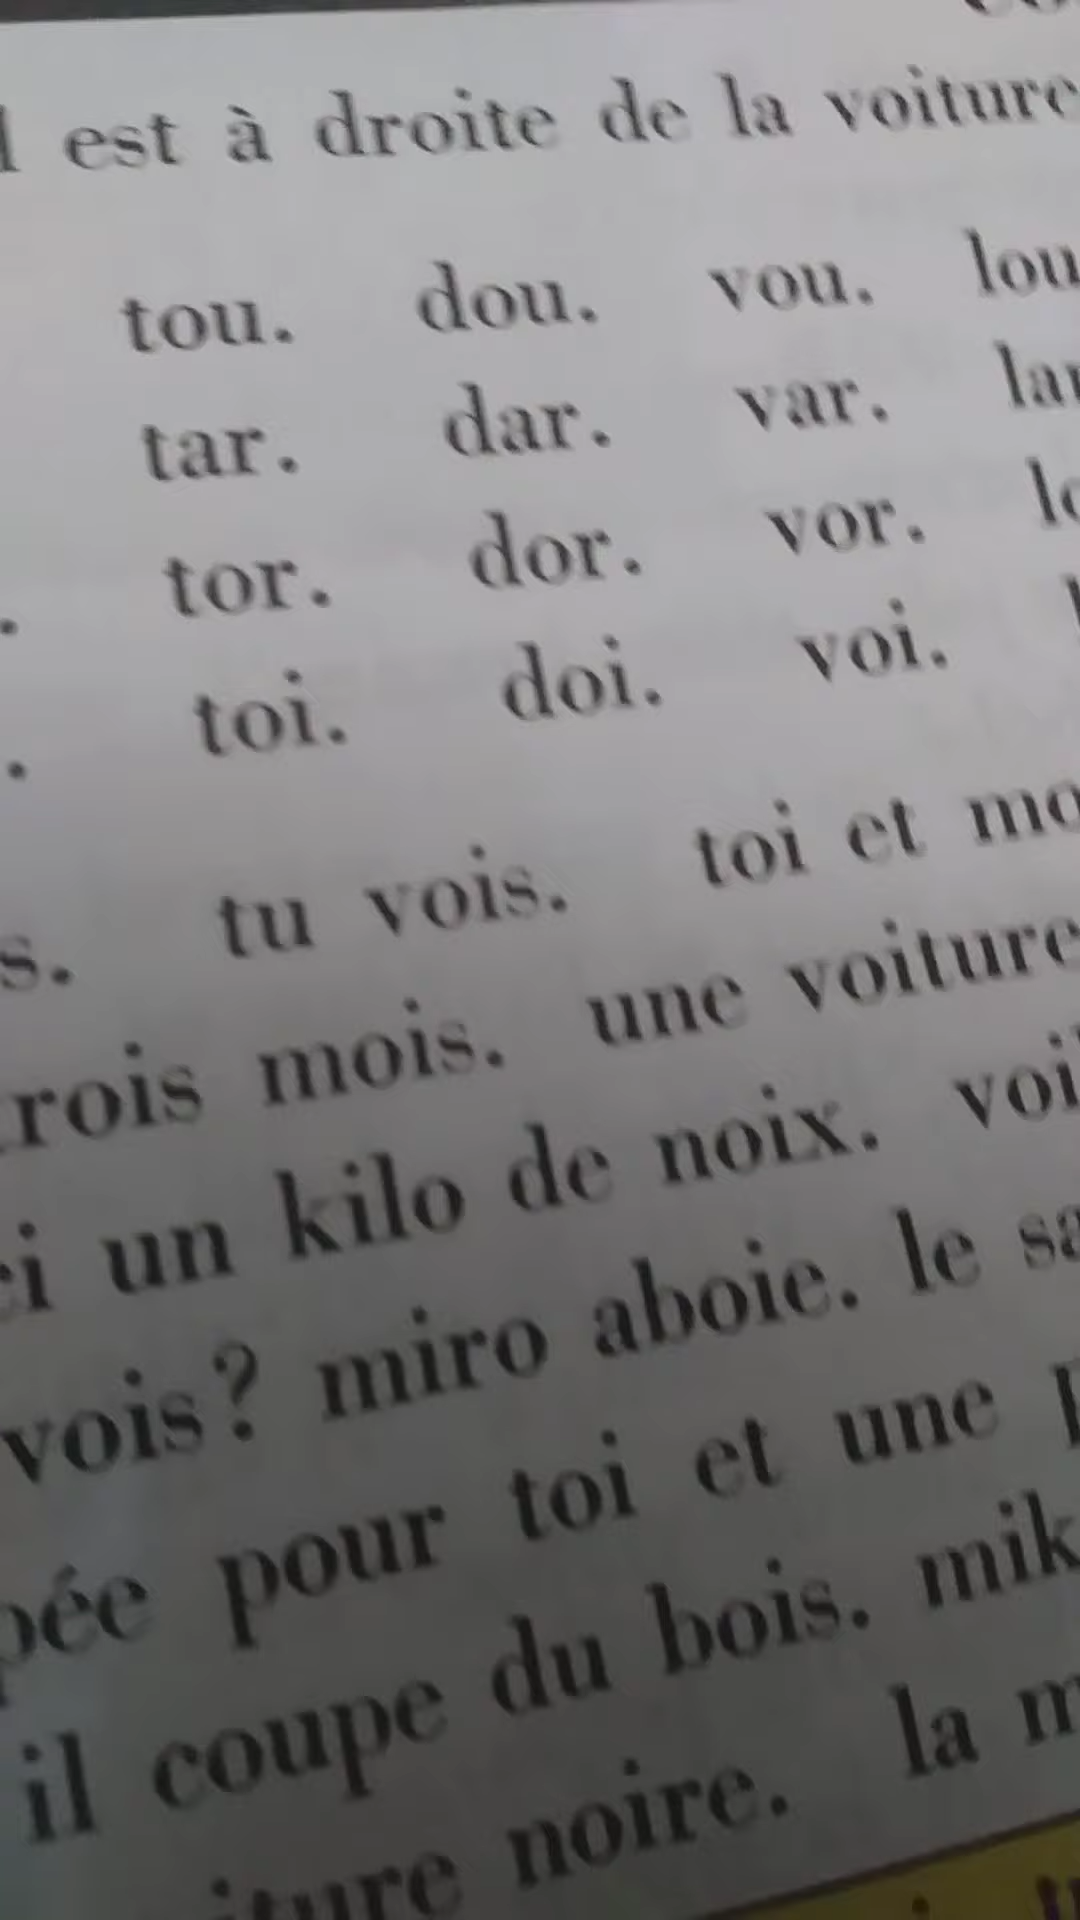 est à droite de la voiture
tou. dou. vou. lou
tar. dar. var.
tor. dor. vor.
toi. doi. voi.
tu vois. toi et
mois. une voiture
un kilo de noix.
vois? miro aboie. le
pour toi et une
il coupe du bois.
noire. la